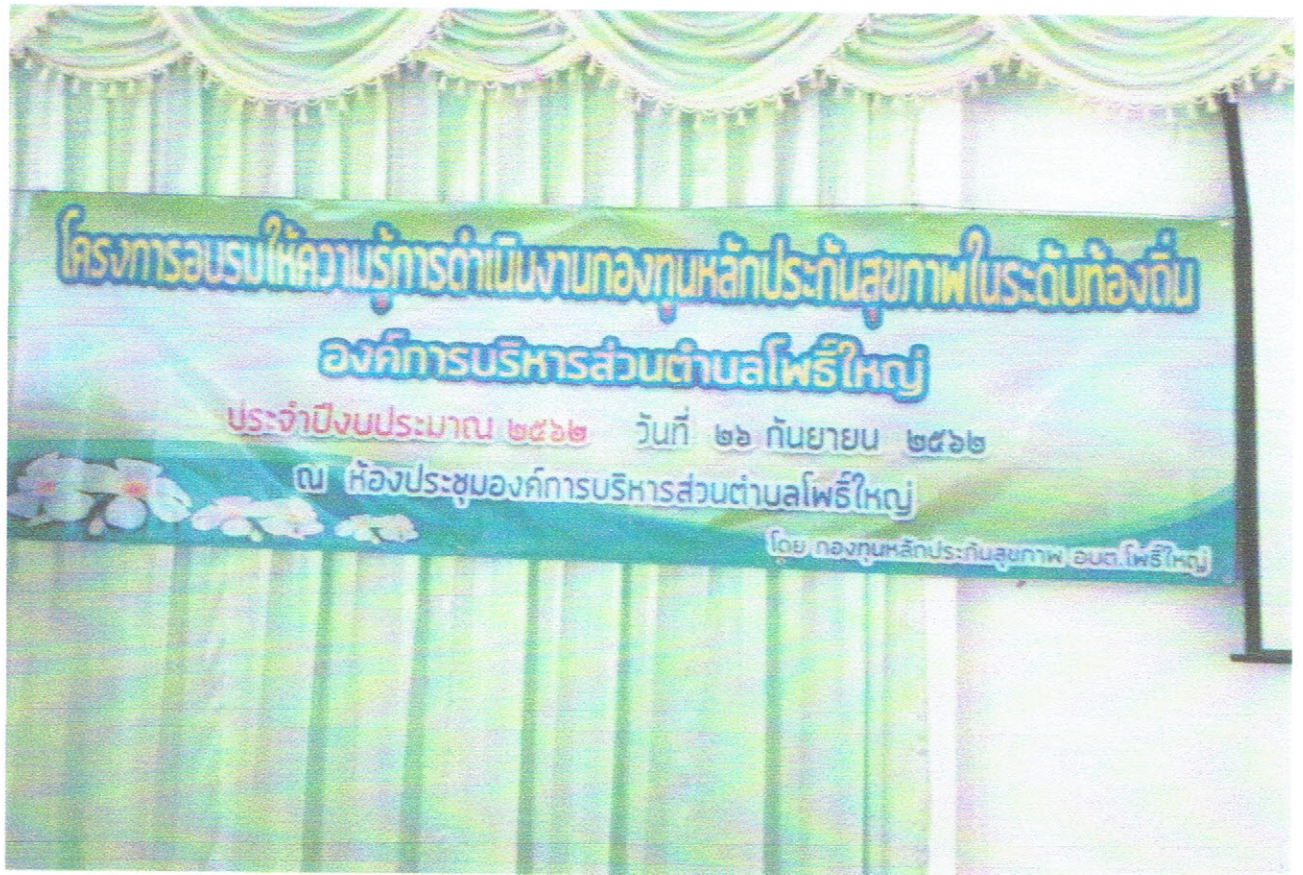 โครงการอบรมให้ความรู้การดำเนินงานกองทุนหลักประกันสุขภาพในระดับท้องถิ่น
องค์การบริหารส่วนตำบลโพธิ์ใหญ่
ประจำปีงบประมาณ ๒๕๖๒ วันที่ ๒๖ กันยายน ๒๕๖๒
ณ ห้องประชุมองค์การบริหารส่วนตำบลโพธิ์ใหญ่
โดย กองทุนหลักประกันสุขภาพ อบต.โพธิ์ใหญ่